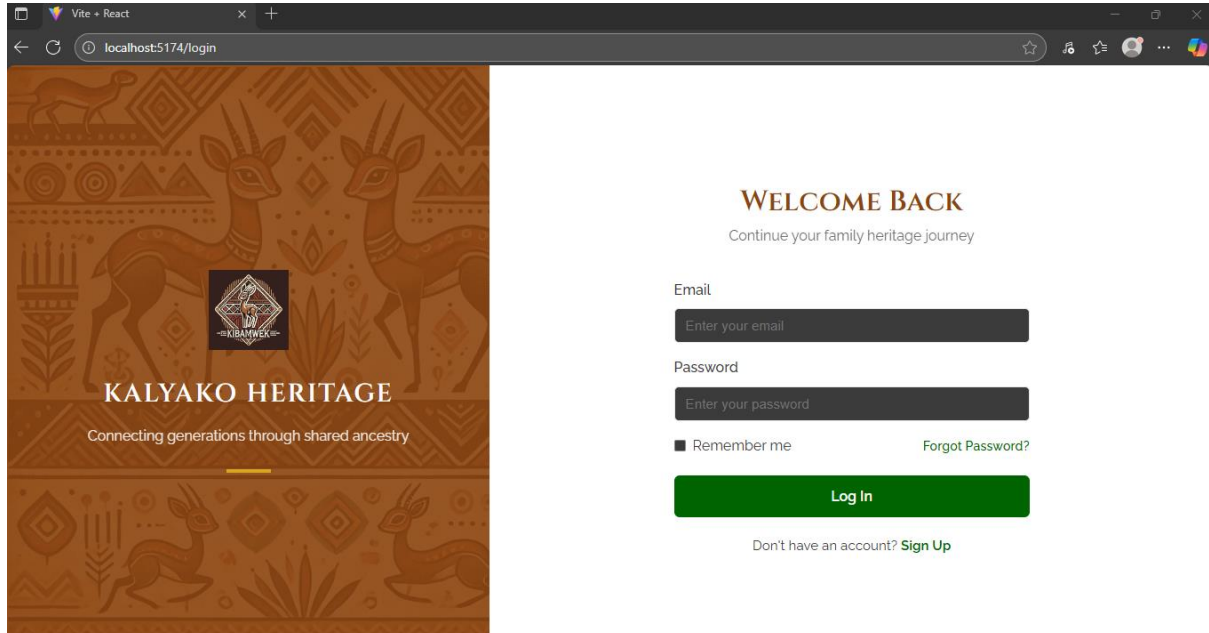 Vite + React
localhost:5174/login
KIBAMWEK
KALYAKO HERITAGE
Connecting generations through shared ancestry
WELCOME BACK
Continue your family heritage journey
Email
Enter your email
Password
Enter your password
Remember me Forgot Password?
Log In
Don't have an account? Sign Up